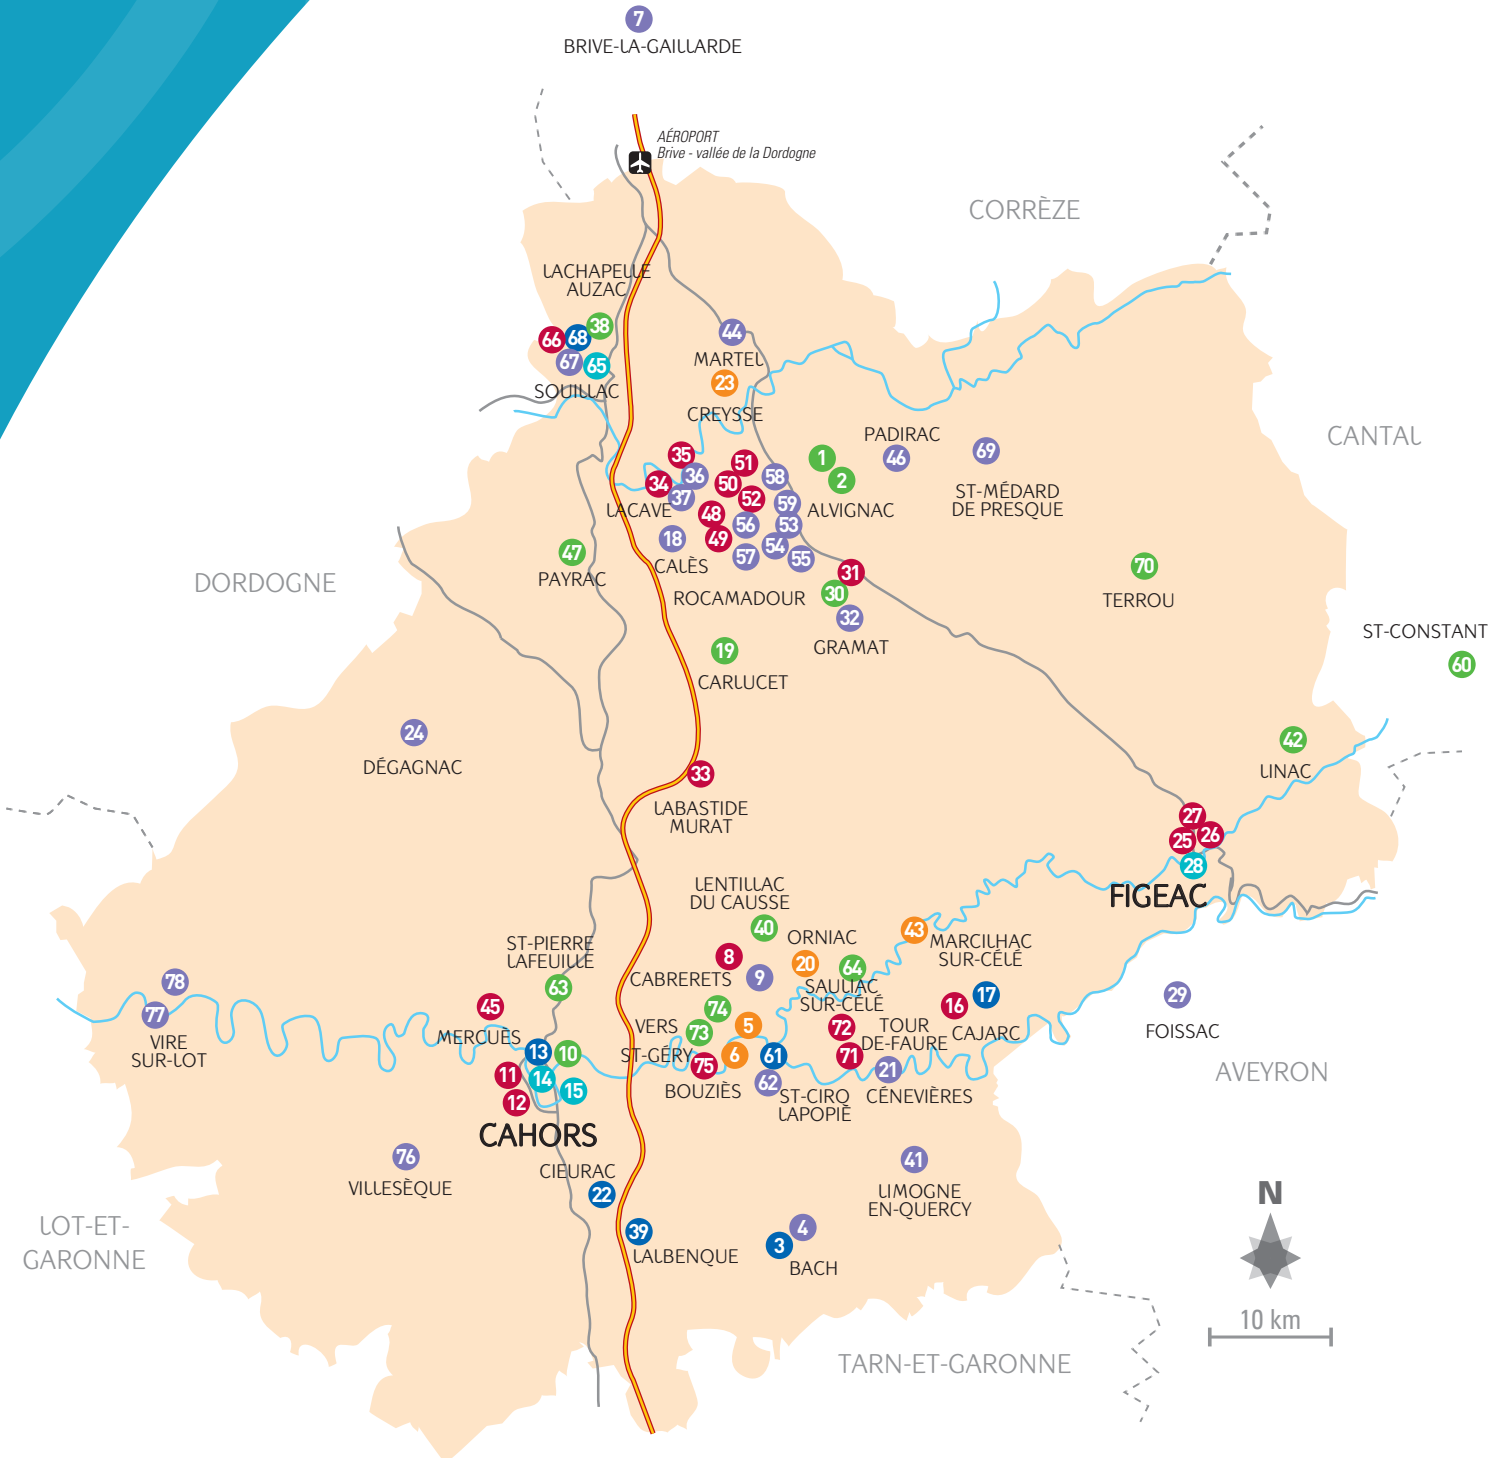 7
BRIVE-LA-GAILLARDE
AÉROPORT
Brive - vallée de la Dordogne
CORRÈZE
LACHAPELLE
AUZAC
38
66
68
67
65
SOUILLAC
44
MARTEL
23
CREYSSE
CANTAL
PADIRAC
46
69
ST-MÉDARD
DE PRESQUE
1
2
ALVIGNAC
35
36
34
37
LACAVE
51
50
52
48
49
58
59
56
53
54
57
55
ROCAMADOUR
18
CALÈS
47
PAYRAC
DORDOGNE
31
30
32
GRAMAT
70
TERROU
ST-CONSTANT
60
19
CARLUCET
24
DÉGAGNAC
42
LINAC
33
LABASTIDE
MURAT
27
25
26
28
FIGEAC
LENTILLAC
DU CAUSSE
40
ORNIAC
20
43
MARCILHAC
SUR-CÉLÉ
ST-PIERRE
LAFEUILLE
63
8
CABRERETS
9
64
SAULIAC
SUR-CÉLÉ
78
77
VIRE
SUR-LOT
45
MERCUÈS
74
VERS
73
5
ST-GÉRY
6
75
BOUZIÈS
61
62
ST-CIRQ
LAPOPIE
72
TOUR
DE-FAURE
71
16
17
CAJARC
29
FOISSAC
21
CÉNEVIÈRES
AVEYRON
13
10
11
14
15
12
CAHORS
76
VILLESÈQUE
CIEURAC
22
39
LALBENQUE
41
LIMOGNE
EN-QUERCY
4
3
BACH
LOT-ET-
GARONNE
N
10 km
TARN-ET-GARONNE